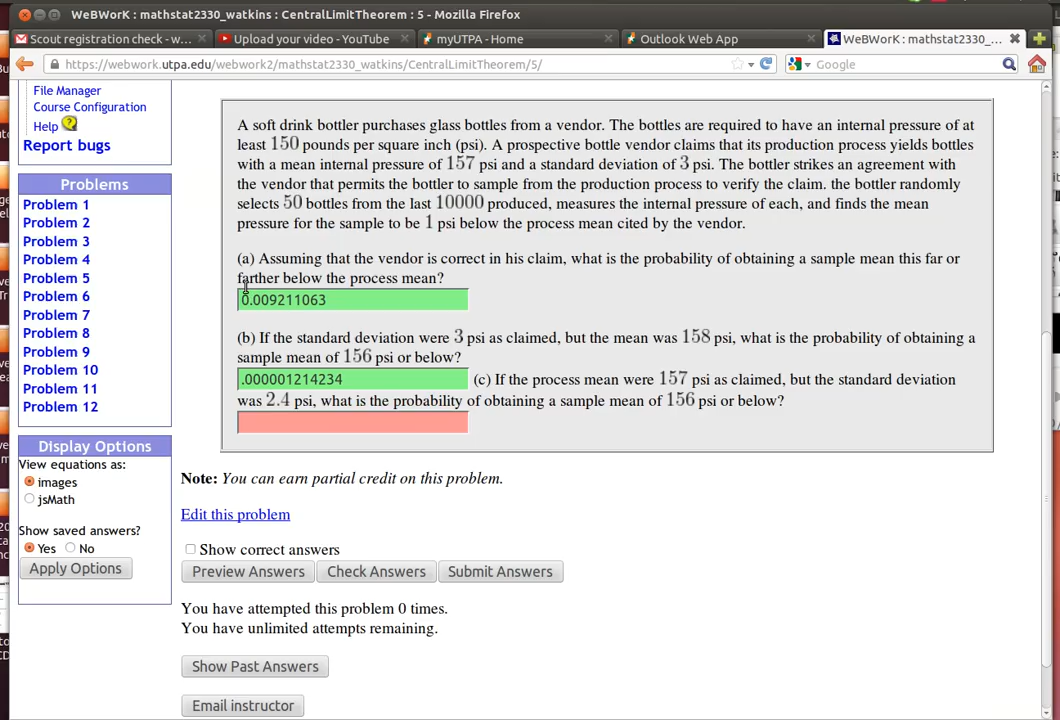 WeBWorK : mathstat2330_watkins : CentralLimitTheorem : 5 - Mozilla Firefox
Scout registration check - w... Upload your video - YouTube myUTPA - Home Outlook Web App WeBWorK : mathstat2330_...
https://webwork.utpa.edu/webwork2/mathstat2330_watkins/CentralLimitTheorem/5/ Google
File Manager
Course Configuration
Help
Report bugs
Problems
Problem 1
Problem 2
Problem 3
Problem 4
Problem 5
Problem 6
Problem 7
Problem 8
Problem 9
Problem 10
Problem 11
Problem 12
Display Options
View equations as:
images
jsMath
Show saved answers?
Yes No
Apply Options
A soft drink bottler purchases glass bottles from a vendor. The bottles are required to have an internal pressure of at
least 150 pounds per square inch (psi). A prospective bottle vendor claims that its production process yields bottles
with a mean internal pressure of 157 psi and a standard deviation of 3 psi. The bottler strikes an agreement with
the vendor that permits the bottler to sample from the production process to verify the claim. the bottler randomly
selects 50 bottles from the last 10000 produced, measures the internal pressure of each, and finds the mean
pressure for the sample to be 1 psi below the process mean cited by the vendor.
(a) Assuming that the vendor is correct in his claim, what is the probability of obtaining a sample mean this far or
farther below the process mean?
0.009211063
(b) If the standard deviation were 3 psi as claimed, but the mean was 158 psi, what is the probability of obtaining a
sample mean of 156 psi or below?
.000001214234 (c) If the process mean were 157 psi as claimed, but the standard deviation
was 2.4 psi, what is the probability of obtaining a sample mean of 156 psi or below?
Note: You can earn partial credit on this problem.
Edit this problem
Show correct answers
Preview Answers Check Answers Submit Answers
You have attempted this problem 0 times.
You have unlimited attempts remaining.
Show Past Answers
Email instructor